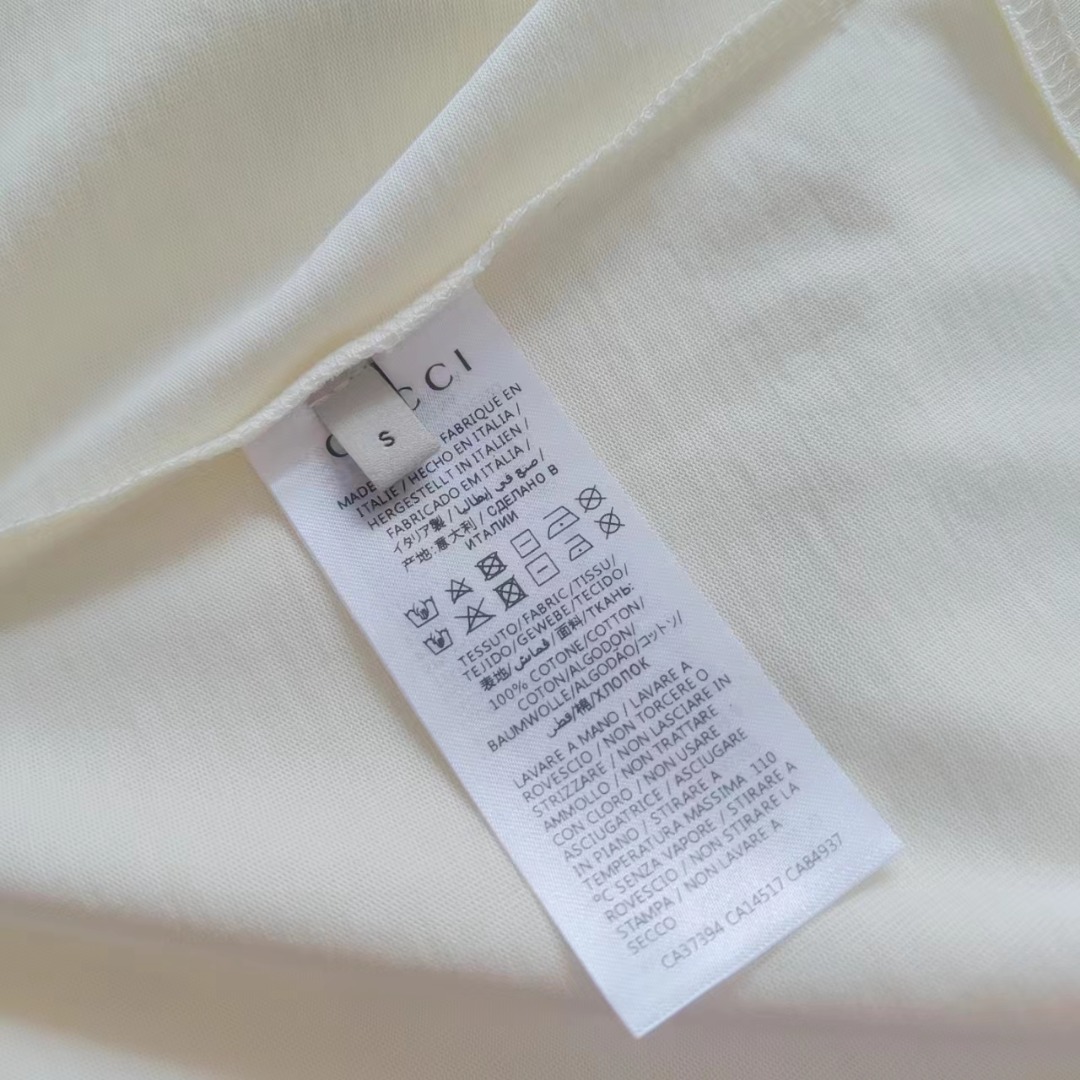 G CCI
S
MADE FABRIQUE EN
ITALIE / HECHO EN ITALIA /
HERGESTELLT IN ITALIEN /
FABRICADO EM ITALIA /
イタリア製 / صنع في إيطاليا /
产地:意大利 / СДЕЛАНО В
ИТАЛИИ
TESSUTO/FABRIC/TISSU/
TEJIDO/GEWEBE/TECIDO/
表地/قماش/面料/ТКАНЬ:
100% COTONE/COTTON/
COTON/ALGODON/
BAUMWOLLE/ALGODÃO/コットン/
قطن/棉/ХЛОПОК
LAVARE A MANO / LAVARE A
ROVESCIO / NON TORCERE O
STRIZZARE / NON LASCIARE IN
AMMOLLO / NON TRATTARE
CON CLORO / NON USARE
ASCIUGATRICE / ASCIUGARE
IN PIANO / STIRARE A
TEMPERATURA MASSIMA 110
°C SENZA VAPORE / STIRARE A
ROVESCIO / NON STIRARE LA
STAMPA / NON LAVARE A
SECCO
CA37394 CA14517 CA84937